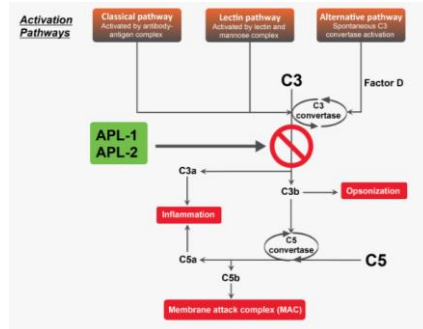 Activation
Pathways
Classical pathway
Activated by antibody-
antigen complex
Lectin pathway
Activated by lectin and
mannose complex
Alternative pathway
Spontaneous C3
convertase activation
C3
Factor D
C3
convertase
APL-1
APL-2
C3a
C3b
Opsonization
Inflammation
C5
convertase
C5a
C5
C5b
Membrane attack complex (MAC)